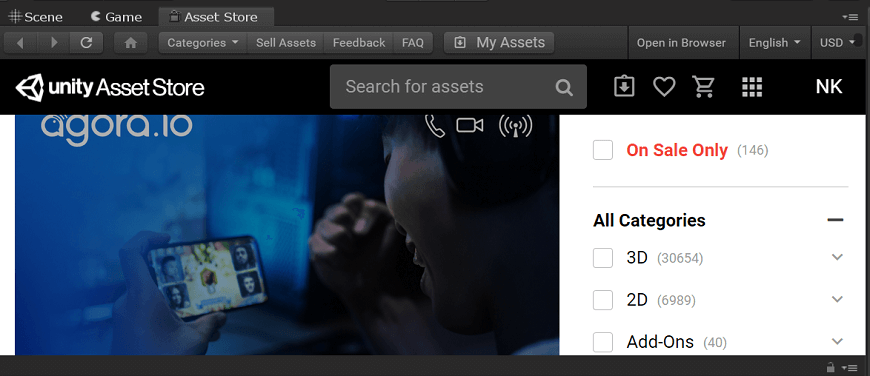 Scene Game Asset Store
Categories Sell Assets Feedback FAQ My Assets Open in Browser English USD
unity Asset Store Search for assets NK
agora.io
On Sale Only (146)
All Categories
3D (30654)
2D (6989)
Add-Ons (40)